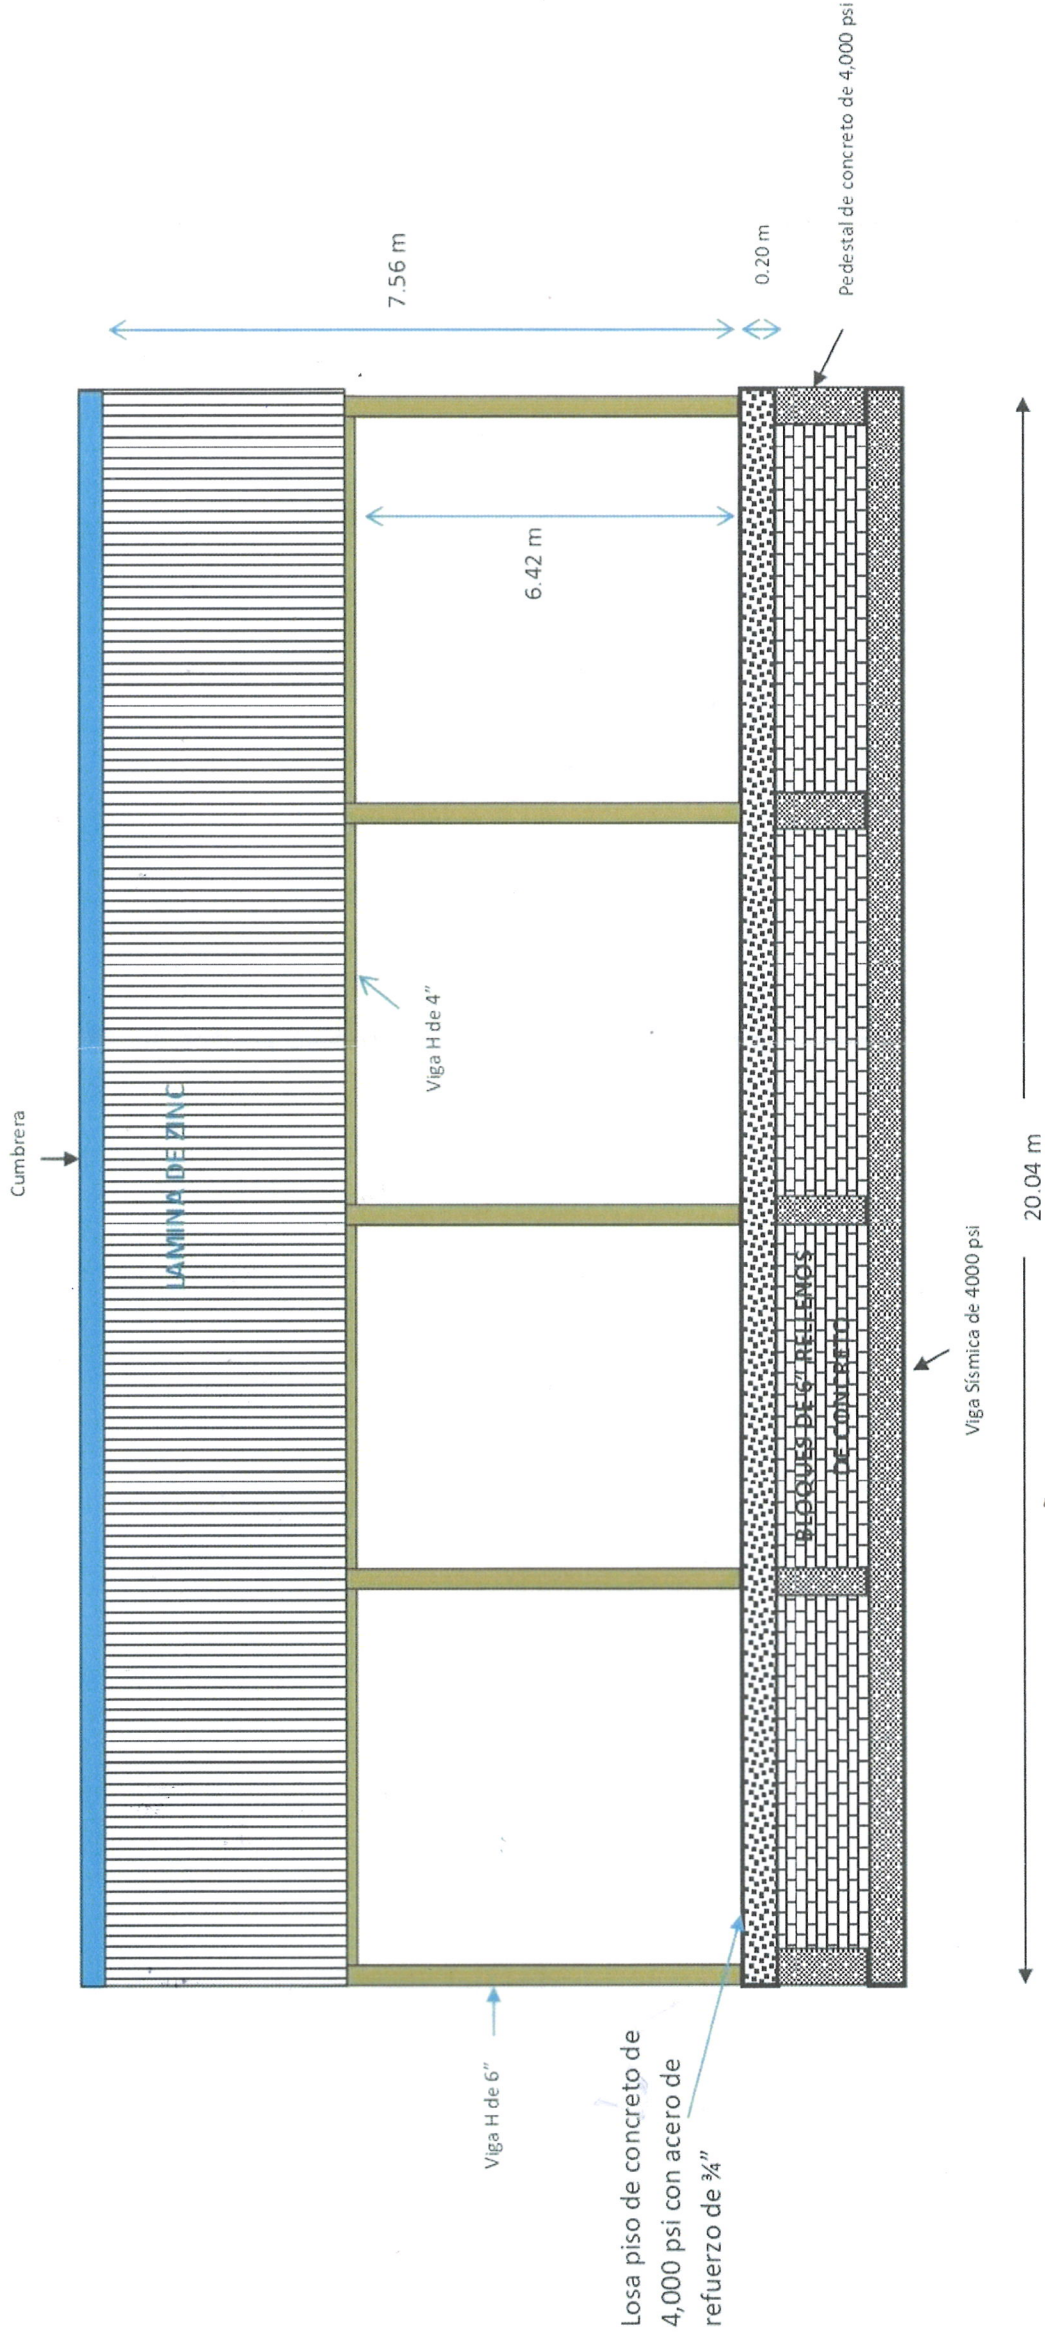 Cumbrera
LAMINA DE ZINC
7.56 m
Viga H de 4”
6.42 m
Viga H de 6”
0.20 m
Losa piso de concreto de
4,000 psi con acero de
refuerzo de ¾”
Pedestal de concreto de 4,000 psi
BLOQUES DE 6” RELLENOS
DE CONCRETO
Viga Sísmica de 4000 psi
20.04 m